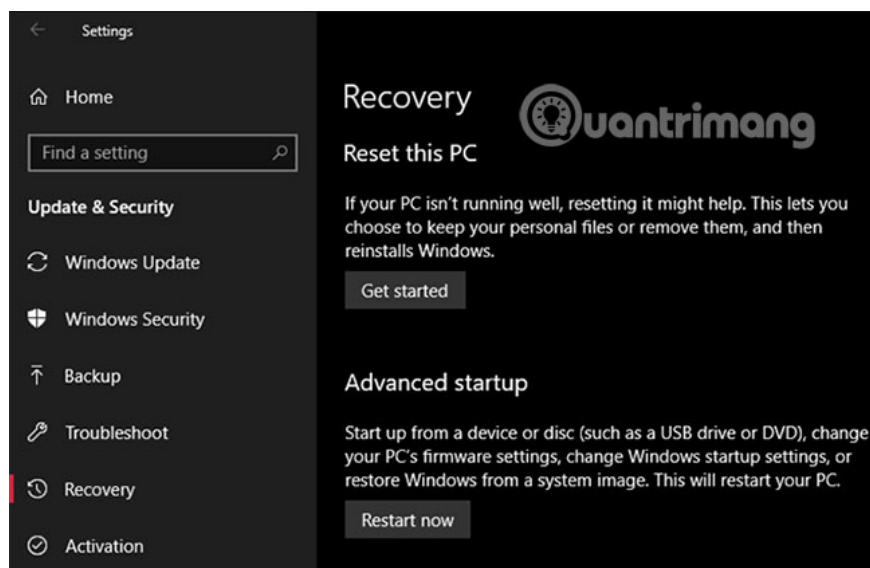 Settings
Home
Find a setting
Update & Security
Windows Update
Windows Security
Backup
Troubleshoot
Recovery
Activation
Recovery
Quantrimang
Reset this PC
If your PC isn't running well, resetting it might help. This lets you
choose to keep your personal files or remove them, and then
reinstalls Windows.
Get started
Advanced startup
Start up from a device or disc (such as a USB drive or DVD), change
your PC's firmware settings, change Windows startup settings, or
restore Windows from a system image. This will restart your PC.
Restart now